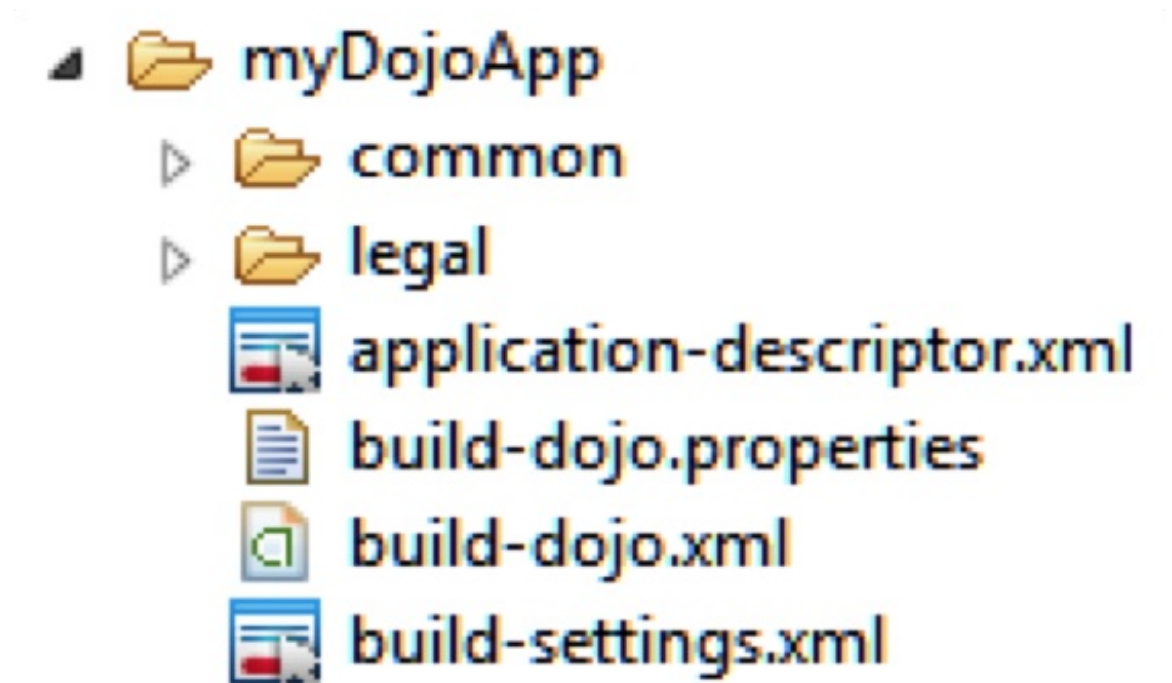 myDojoApp
common
legal
application-descriptor.xml
build-dojo.properties
build-dojo.xml
build-settings.xml